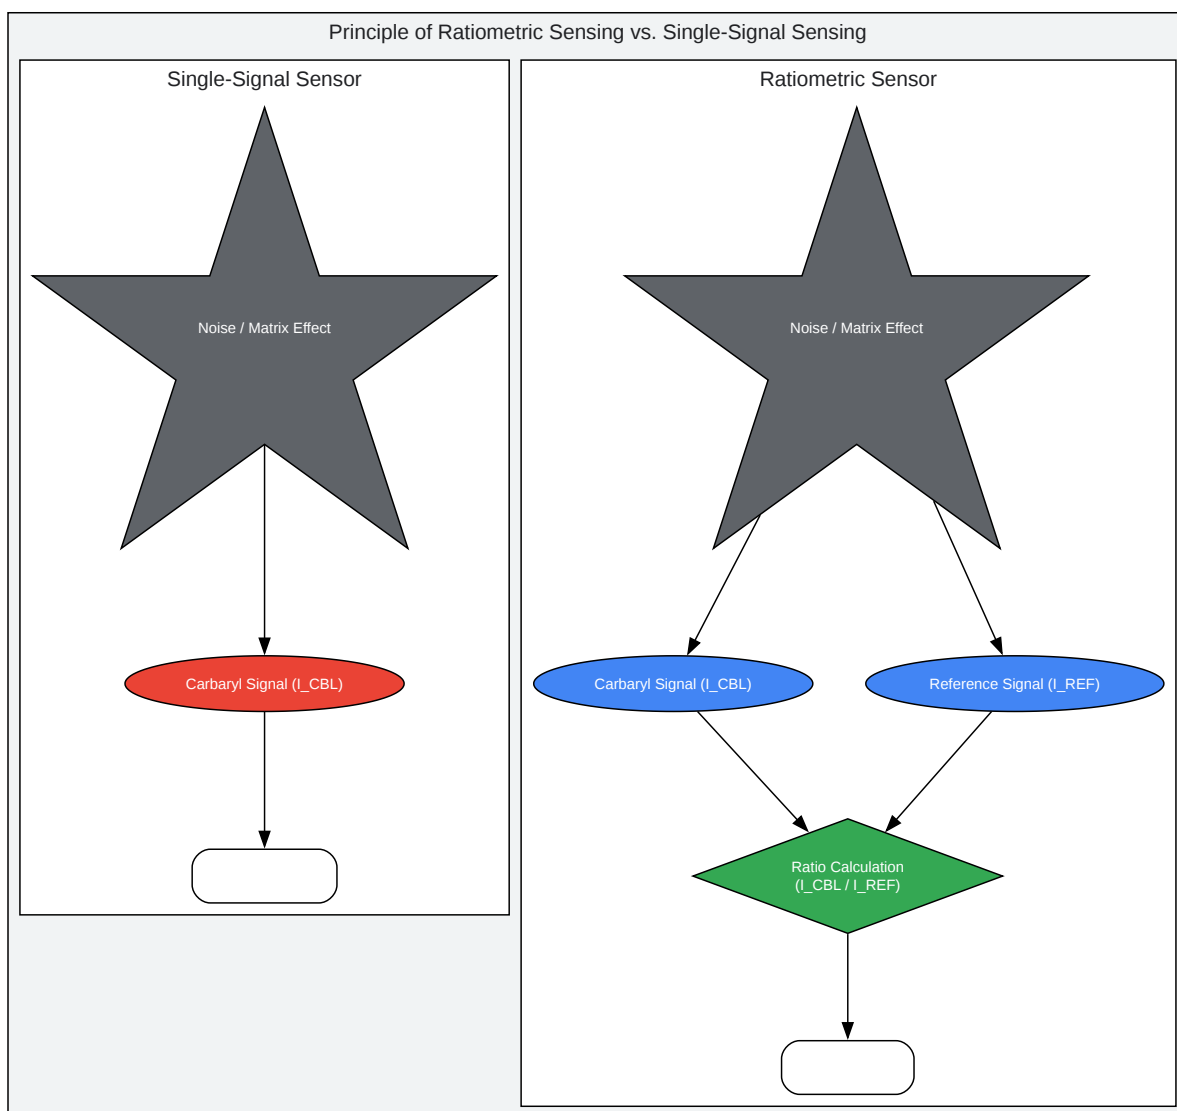 Principle of Ratiometric Sensing vs. Single-Signal Sensing
Single-Signal Sensor
Noise / Matrix Effect
Carbaryl Signal (I_CBL)
Ratiometric Sensor
Noise / Matrix Effect
Carbaryl Signal (I_CBL)
Reference Signal (I_REF)
Ratio Calculation
(I_CBL / I_REF)